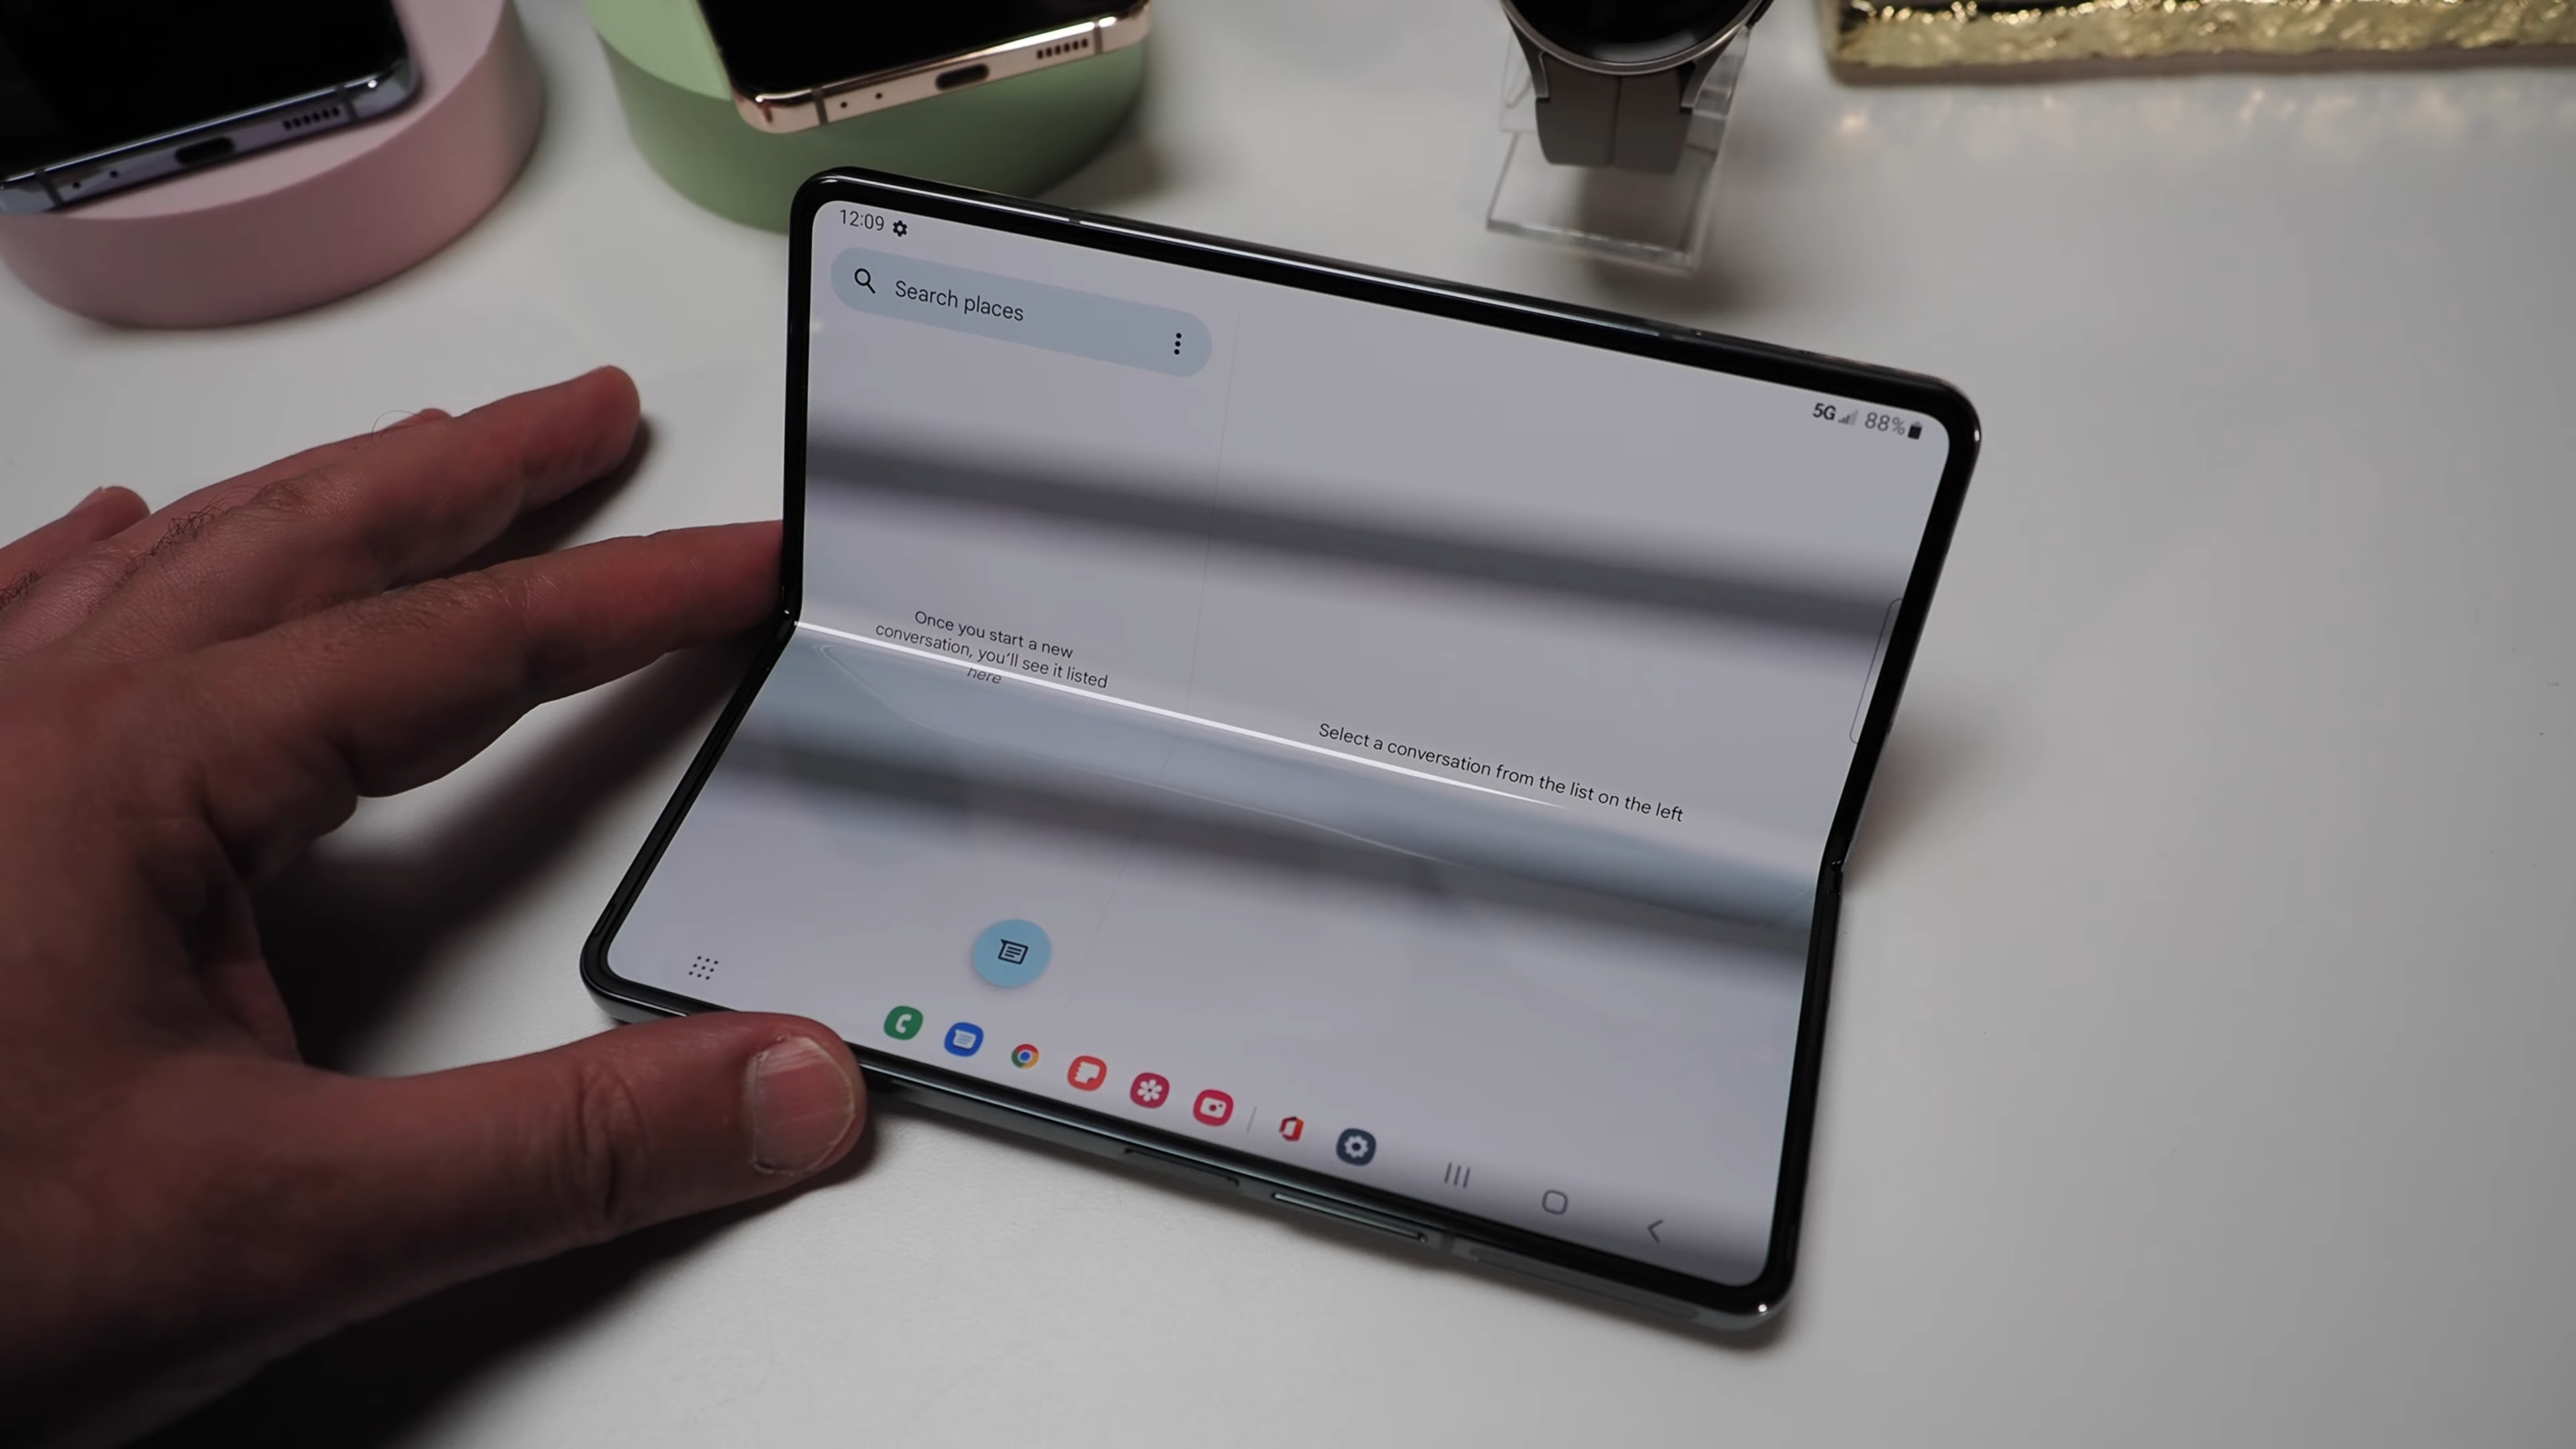 12:09
Search places
5G 88%
Once you start a new
conversation, you'll see it listed
here
Select a conversation from the list on the left